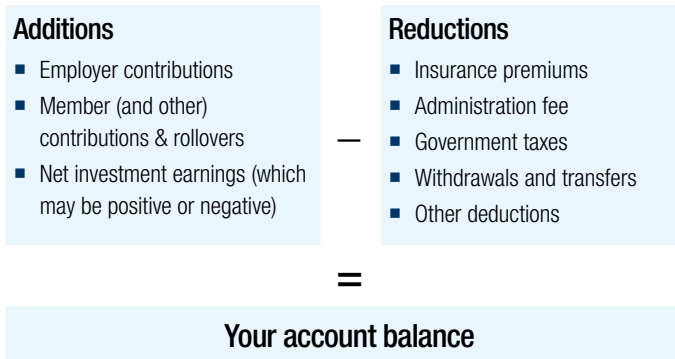 Additions
■ Employer contributions
■ Member (and other)
contributions & rollovers
■ Net investment earnings (which
may be positive or negative)
–
Reductions
■ Insurance premiums
■ Administration fee
■ Government taxes
■ Withdrawals and transfers
■ Other deductions
=
Your account balance